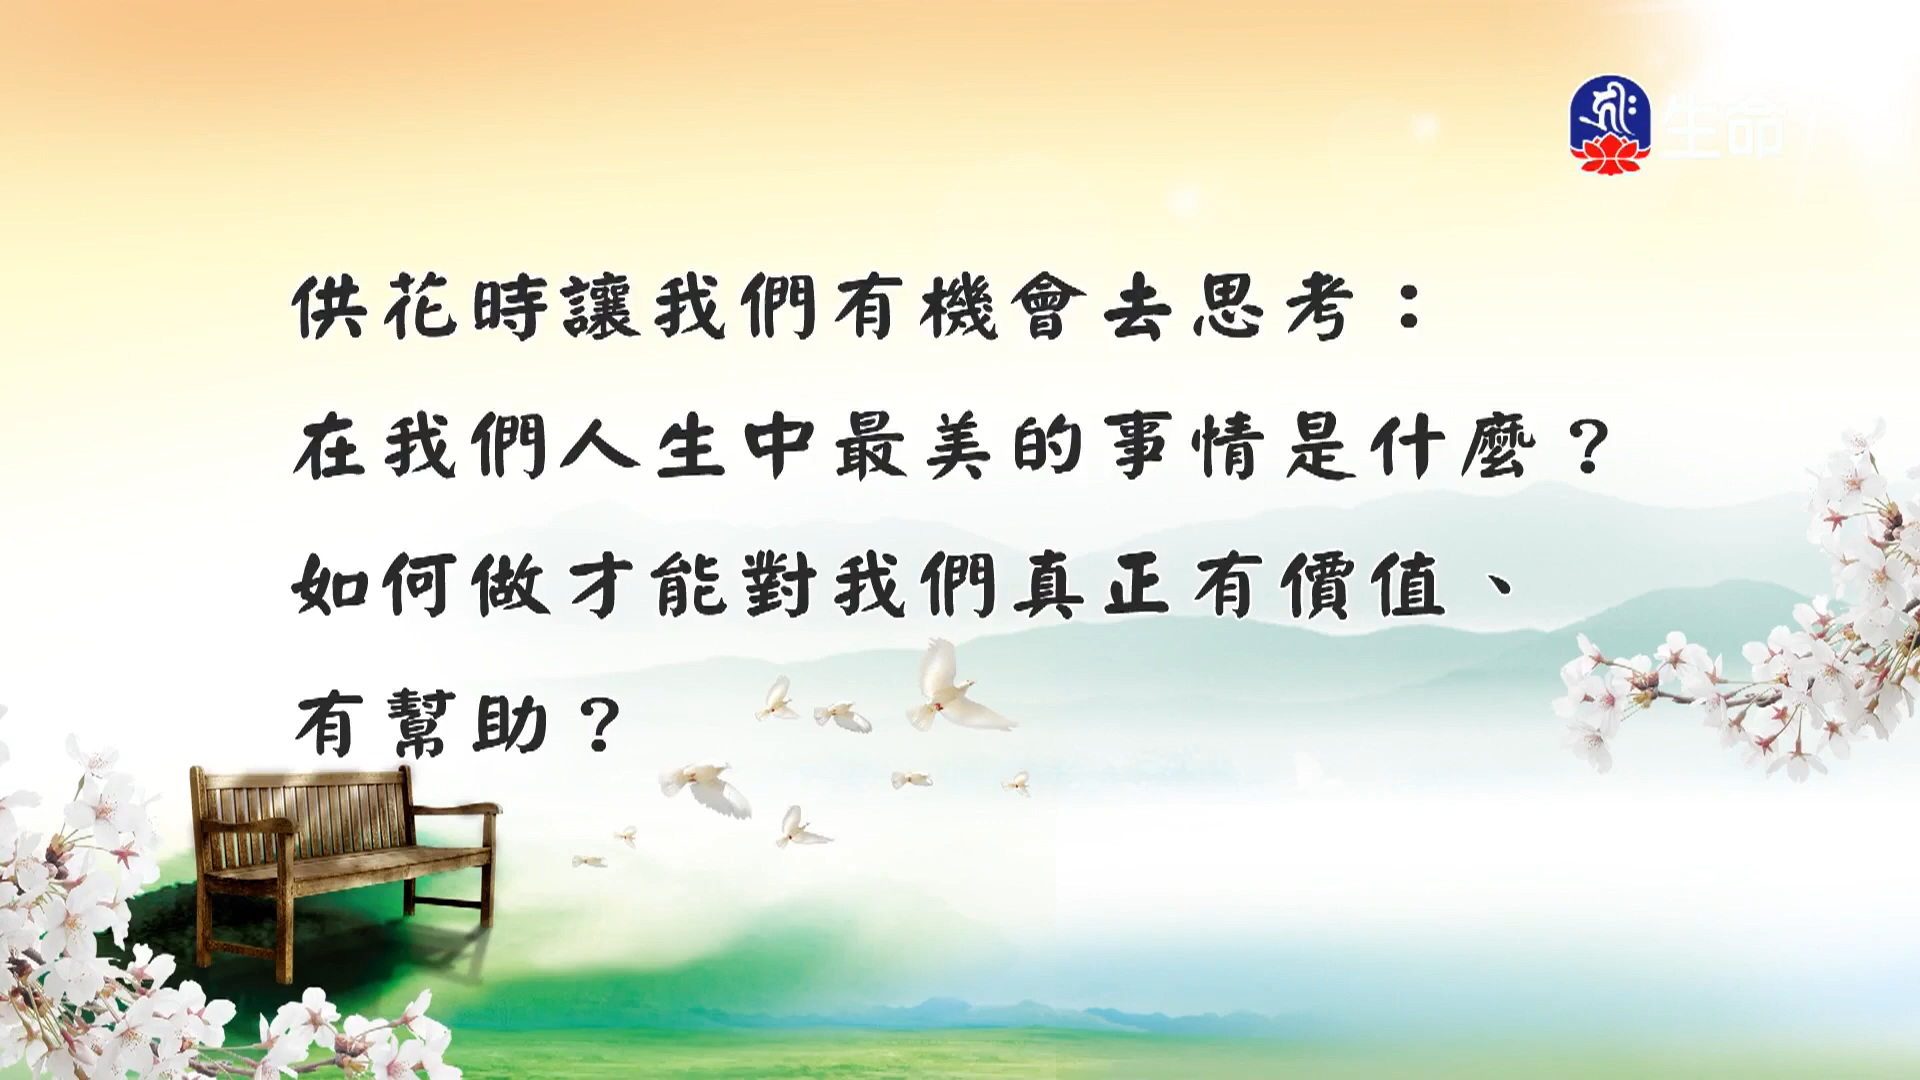 生命
供花時讓我們有機會去思考：
在我們人生中最美的事情是什麼？
如何做才能對我們真正有價值、
有幫助？